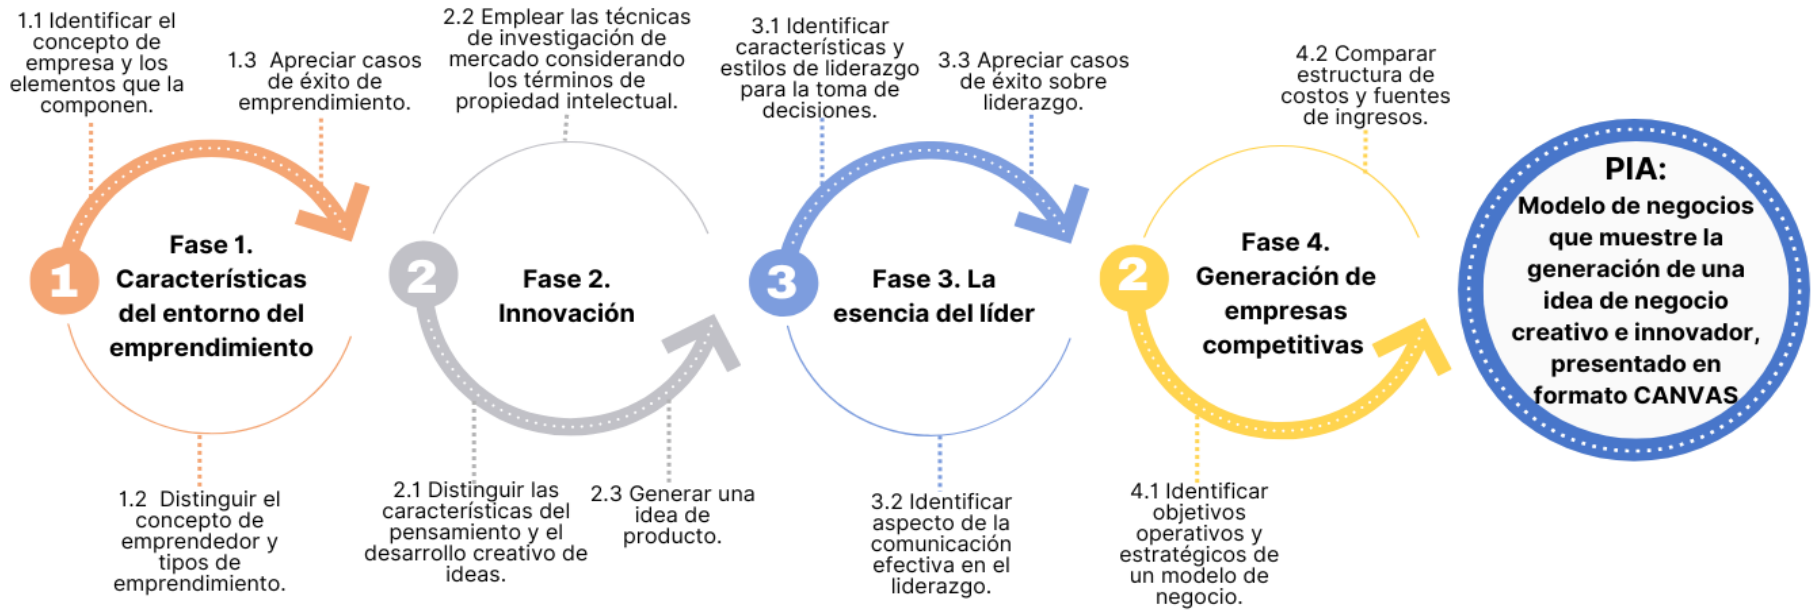 1.1 Identificar el
concepto de
empresa y los
elementos que la
componen.
1.3 Apreciar casos
de éxito de
emprendimiento.
1
Fase 1.
Características
del entorno del
emprendimiento
1.2 Distinguir el
concepto de
emprendedor y
tipos de
emprendimiento.
2.2 Emplear las técnicas
de investigación de
mercado considerando
los términos de
propiedad intelectual.
2
Fase 2.
Innovación
2.1 Distinguir las
características del
pensamiento y el
desarrollo creativo de
ideas.
2.3 Generar una
idea de
producto.
3.1 Identificar
características y
estilos de liderazgo
para la toma de
decisiones.
3.3 Apreciar casos
de éxito sobre
liderazgo.
3
Fase 3. La
esencia del líder
3.2 Identificar
aspecto de la
comunicación
efectiva en el
liderazgo.
4.2 Comparar
estructura de
costos y fuentes
de ingresos.
2
Fase 4.
Generación de
empresas
competitivas
4.1 Identificar
objetivos
operativos y
estratégicos de
un modelo de
negocio.
PIA:
Modelo de negocios
que muestre la
generación de una
idea de negocio
creativo e innovador,
presentado en
formato CANVAS